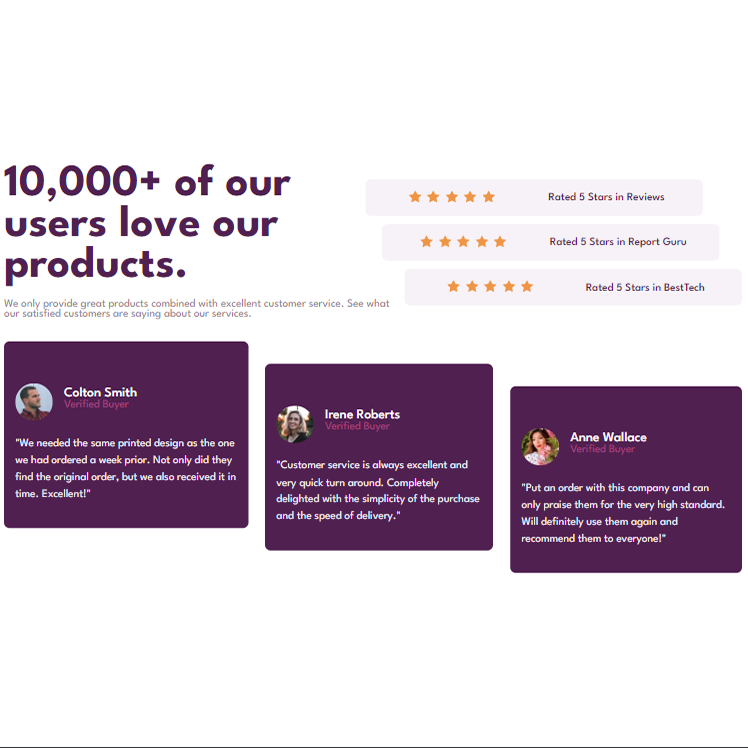 10,000+ of our
users love our
products.
We only provide great products combined with excellent customer service. See what
our satisfied customers are saying about our services.
Rated 5 Stars in Reviews
Rated 5 Stars in Report Guru
Rated 5 Stars in BestTech
Colton Smith
Verified Buyer
"We needed the same printed design as the one
we had ordered a week prior. Not only did they
find the original order, but we also received it in
time. Excellent!"
Irene Roberts
Verified Buyer
"Customer service is always excellent and
very quick turn around. Completely
delighted with the simplicity of the purchase
and the speed of delivery."
Anne Wallace
Verified Buyer
"Put an order with this company and can
only praise them for the very high standard.
Will definitely use them again and
recommend them to everyone!"